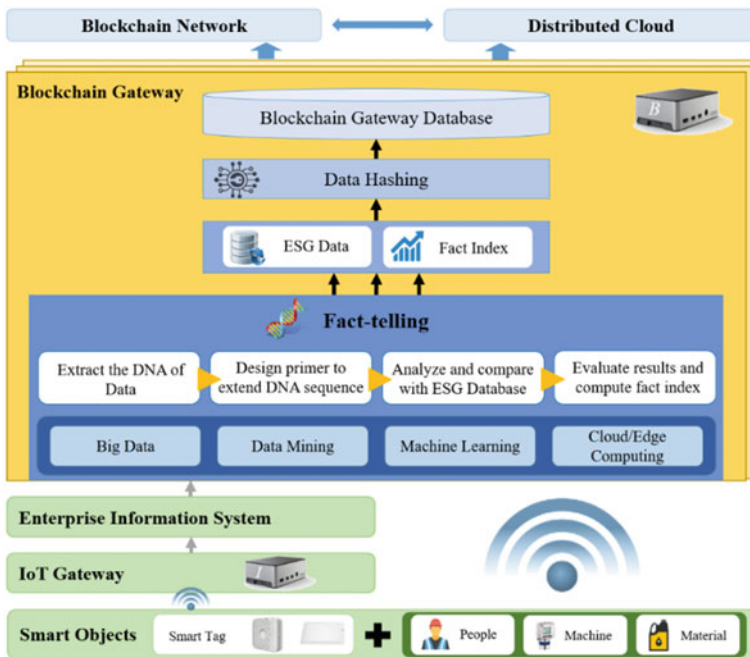 Blockchain Network
Distributed Cloud
Blockchain Gateway
B
Blockchain Gateway Database
Data Hashing
ESG Data
Fact Index
Fact-telling
Extract the DNA of
Data
Design primer to
extend DNA sequence
Analyze and compare
with ESG Database
Evaluate results and
compute fact index
Big Data
Data Mining
Machine Learning
Cloud/Edge
Computing
Enterprise Information System
IoT Gateway
I
Smart Objects
Smart Tag
People
Machine
Material